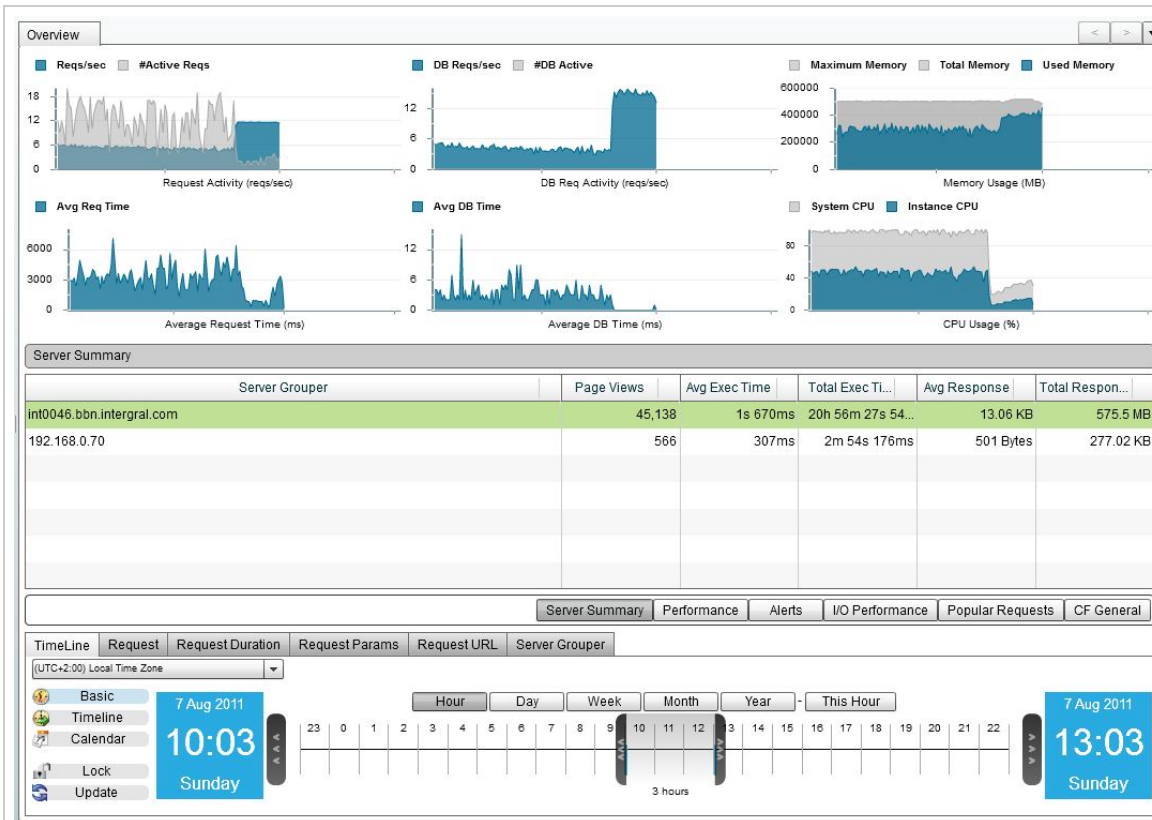 Overview < >
Reqs/sec #Active Reqs
18
12
6
0
Request Activity (reqs/sec)
DB Reqs/sec #DB Active
12
6
0
DB Req Activity (reqs/sec)
Maximum Memory Total Memory Used Memory
600000
400000
200000
0
Memory Usage (MB)
Avg Req Time
6000
3000
0
Average Request Time (ms)
Avg DB Time
12
6
0
Average DB Time (ms)
System CPU Instance CPU
80
40
0
CPU Usage (%)
Server Summary
Server Grouper Page Views Avg Exec Time Total Exec Ti... Avg Response Total Respon...
int0046.bbn.intergral.com 45,138 1s 670ms 20h 56m 27s 54... 13.06 KB 575.5 MB
192.168.0.70 566 307ms 2m 54s 176ms 501 Bytes 277.02 KB
Server Summary Performance Alerts I/O Performance Popular Requests CF General
TimeLine Request Request Duration Request Params Request URL Server Grouper
(UTC+2:00) Local Time Zone
Basic
Timeline
Calendar
Lock
Update
7 Aug 2011
10:03
Sunday
<<<
Hour Day Week Month Year - This Hour
23 0 1 2 3 4 5 6 7 8 9 10 11 12 13 14 15 16 17 18 19 20 21 22
<<< >>>
3 hours
>>>
7 Aug 2011
13:03
Sunday